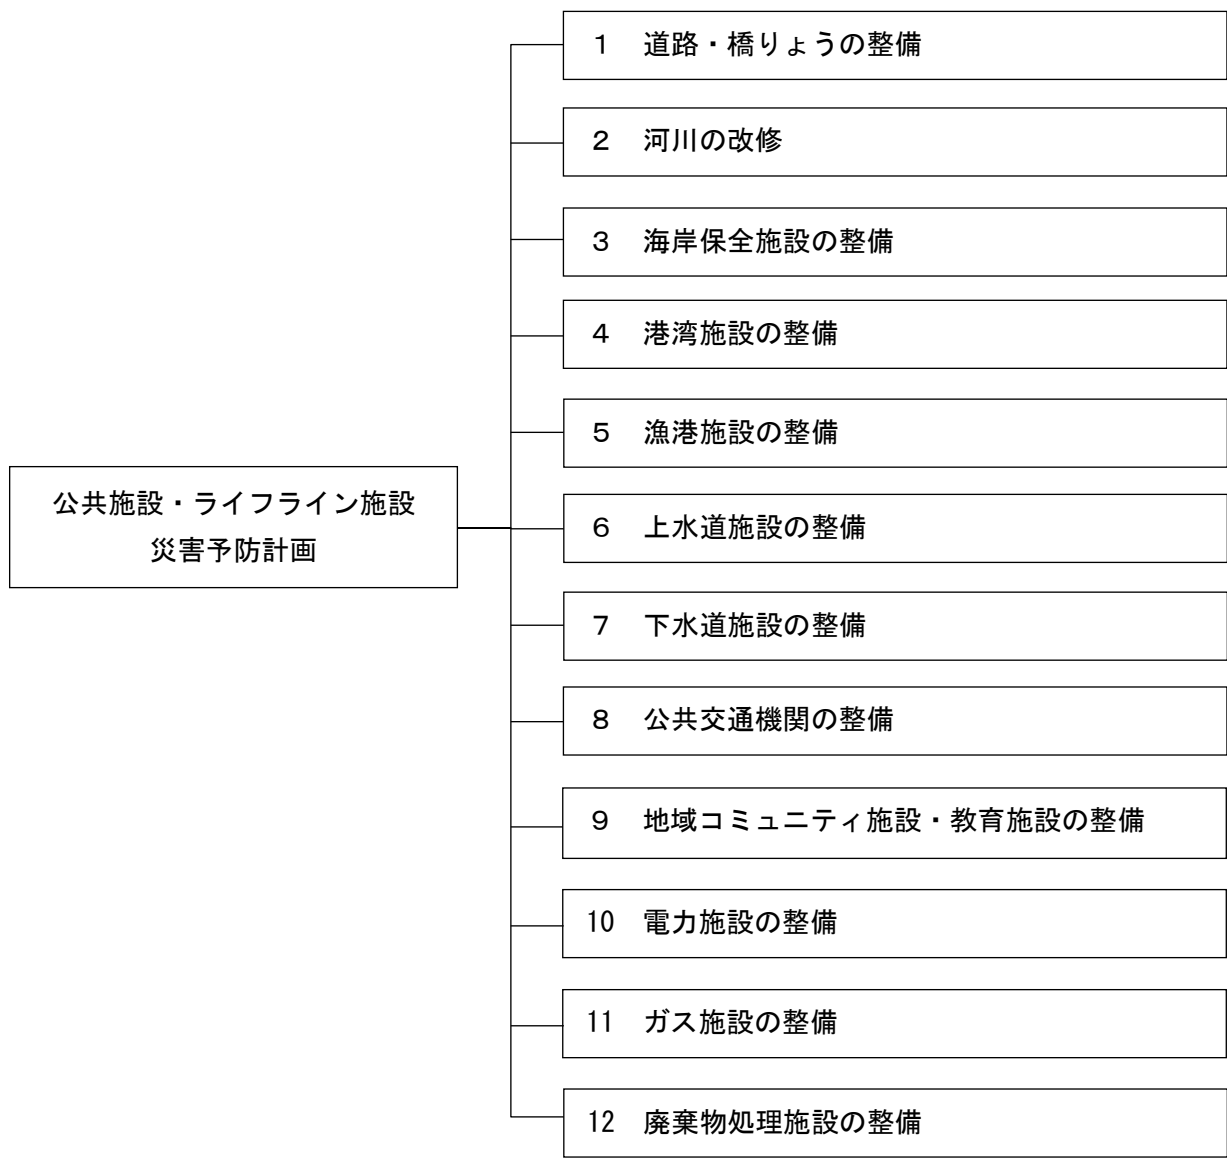 1 道路・橋りょうの整備
2 河川の改修
3 海岸保全施設の整備
4 港湾施設の整備
5 漁港施設の整備
公共施設・ライフライン施設
災害予防計画
6 上水道施設の整備
7 下水道施設の整備
8 公共交通機関の整備
9 地域コミュニティ施設・教育施設の整備
10 電力施設の整備
11 ガス施設の整備
12 廃棄物処理施設の整備